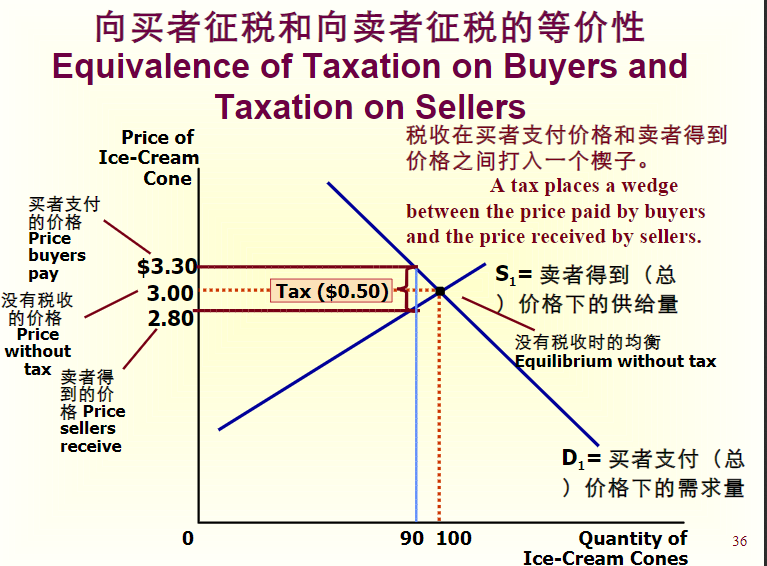 向买者征税和向卖者征税的等价性
Equivalence of Taxation on Buyers and
Taxation on Sellers
税收在买者支付价格和卖者得到
价格之间打入一个楔子。
A tax places a wedge
between the price paid by buyers
and the price received by sellers.
Price of
Ice-Cream
Cone
买者支付
的价格
Price
buyers
pay
$3.30
没有税收
的价格
Price
without
tax
3.00
Tax ($0.50)
2.80
卖者得
到的价
格 Price
sellers
receive
S1= 卖者得到（总
）价格下的供给量
没有税收时的均衡
Equilibrium without tax
D1= 买者支付（总
）价格下的需求量
0
90
100
Quantity of
Ice-Cream Cones
36